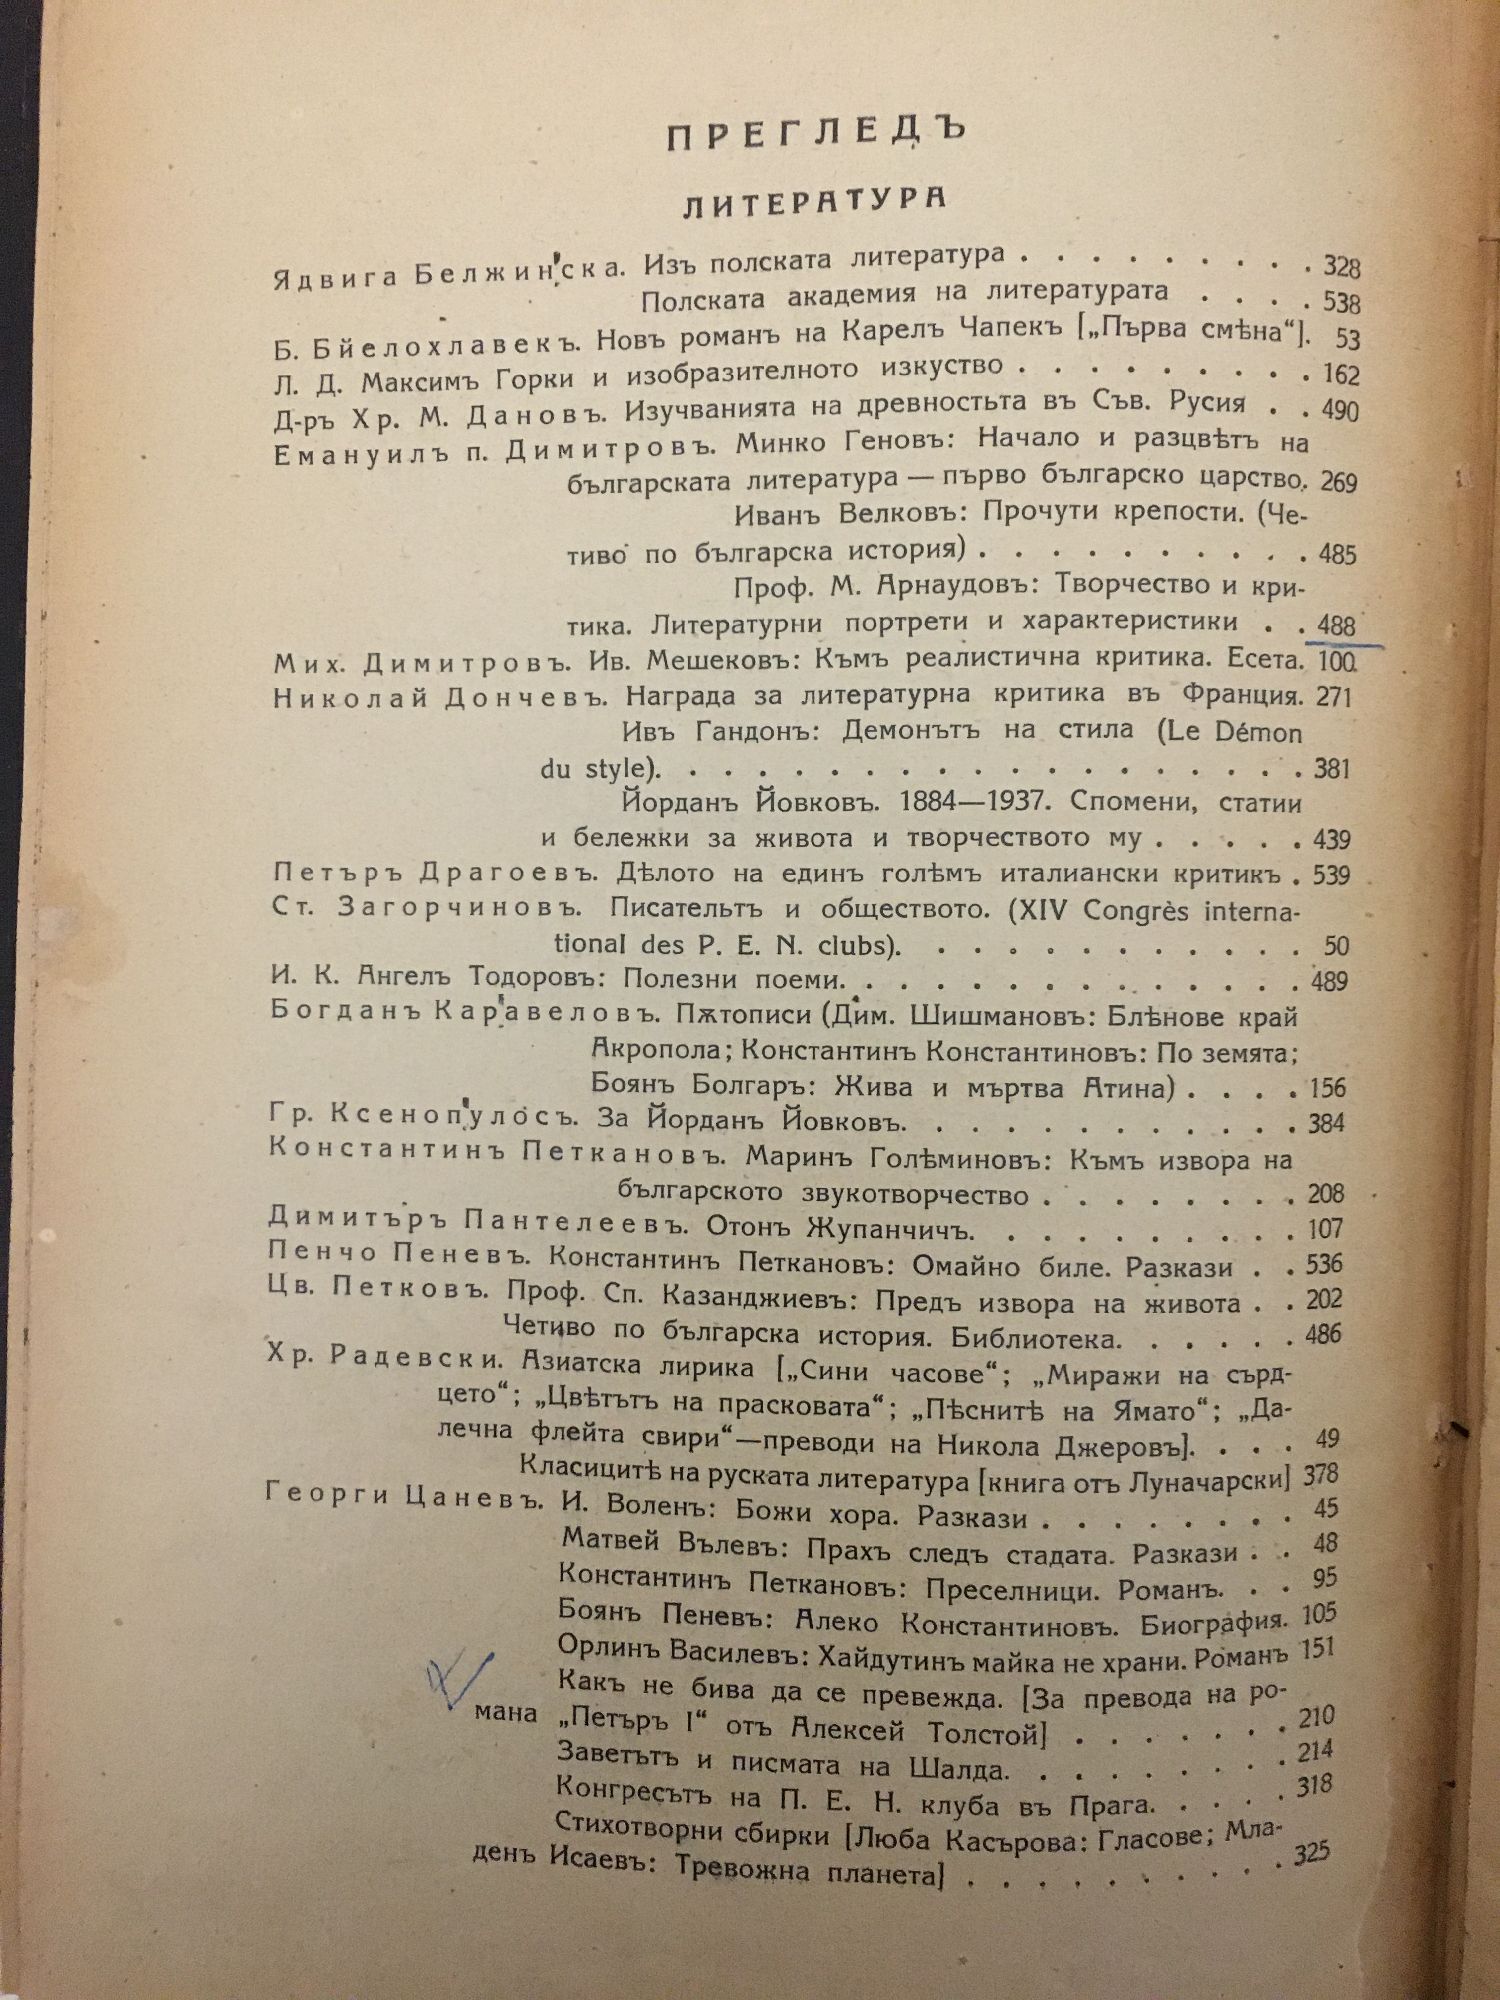 ПРЕГЛЕДЪ
ЛИТЕРАТУРА
Ядвига Белжинска. Изъ полската литература . . . . . . . . . 328
Полската академия на литературата . . . . 538
Б. Бйелохлавекъ. Новъ романъ на Карелъ Чапекъ [„Първа смѣна“]. 53
Л. Д. Максимъ Горки и изобразителното изкуство . . . . . . . . . 162
Д-ръ Хр. М. Дановъ. Изучванията на древностьта въ Със. Русия . . 490
Емануилъ п. Димитровъ. Минко Геновъ: Начало и разцвѣтъ на
българската литература — първо българско царство. 269
Иванъ Велковъ: Прочути крепости. (Че-
тиво по българска история) . . . . . . . . . . 485
Проф. М. Арнаудовъ: Творчество и кри-
тика. Литературни портрети и характеристики . . 488
Мих. Димитровъ. Ив. Мешековъ: Къмъ реалистична критика. Есета. 100
Николай Дончевъ. Награда за литературна критика въ Франция. 271
Ивъ Гандонъ: Демонътъ на стила (Le Démon
du style). . . . . . . . . . . . . . . . . . . 381
Йорданъ Йовковъ. 1884—1937. Спомени, статии
и бележки за живота и творчеството му . . . . . 439
Петъръ Драгоевъ. Дѣлото на единъ голѣмъ италиански критикъ . 539
Ст. Загорчиновъ. Писательтъ и обществото. (XIV Congrès interna-
tional des P. E. N. clubs). . . . . . . . . . . . 50
И. К. Ангелъ Тодоровъ: Полезни поеми. . . . . . . . . . . . . . 489
Богданъ Каравеловъ. Пѫтописи (Дим. Шишмановъ: Блѣнове край
Акропола; Константинъ Константиновъ: По земята;
Боянъ Болгаръ: Жива и мъртва Атина) . . . . 156
Гр. Ксенопулосъ. За Йорданъ Йовковъ. . . . . . . . . . . . 384
Константинъ Петкановъ. Маринъ Голѣминовъ: Къмъ извора на
българското звукотворчество . . . . . . . . 208
Димитъръ Пантелеевъ. Отонъ Жупанчичъ. . . . . . . . . . 107
Пенчо Пеневъ. Константинъ Петкановъ: Омайно биле. Разкази . . 536
Цв. Петковъ. Проф. Сп. Казанджиевъ: Предъ извора на живота . . 202
Четиво по българска история. Библиотека. . . . . . 486
Хр. Радевски. Азиатска лирика [„Сини часове“; „Миражи на сърд-
цето“; „Цвѣтътъ на прасковата“; „Пѣснитѣ на Ямато“; „Да-
лечна флейта свири“—преводи на Никола Джеровъ]. . . . 49
Класицитѣ на руската литература [книга отъ Луначарски] 378
Георги Цаневъ. И. Воленъ: Божи хора. Разкази . . . . . . . . 45
Матвей Вълевъ: Прахъ следъ стадата. Разкази . . 48
Константинъ Петкановъ: Преселници. Романъ. . . 95
Боянъ Пеневъ: Алеко Константиновъ. Биография. 105
Орлинъ Василевъ: Хайдутинъ майка не храни. Романъ 151
Какъ не бива да се превежда. [За превода на ро-
мана „Петъръ I“ отъ Алексей Толстой] . . . . . . . 210
Заветътъ и писмата на Шалда. . . . . . . . . 214
Конгресътъ на П. Е. Н. клуба въ Прага. . . . . 318
Стихотворни сбирки [Люба Касърова: Гласове; Мла-
денъ Исаевъ: Тревожна планета] . . . . . . . . . . 325